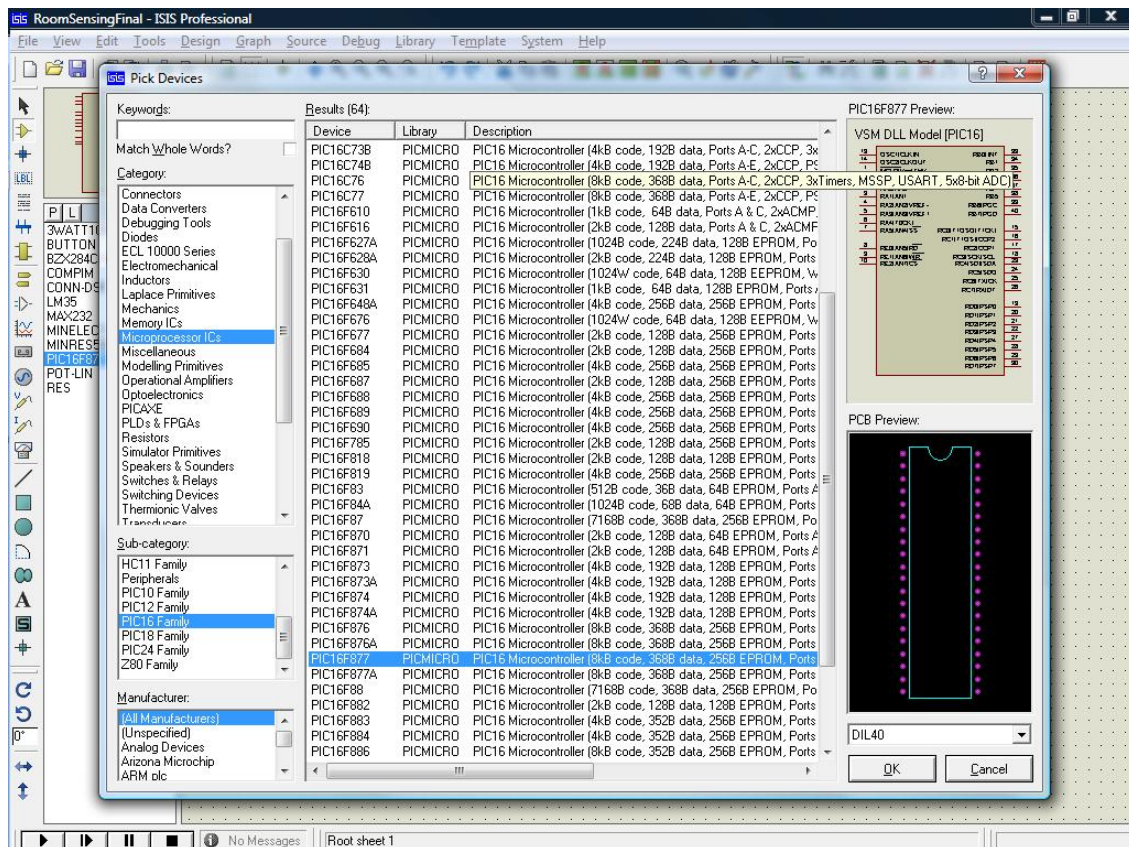 RoomSensingFinal - ISIS Professional
File View Edit Tools Design Graph Source Debug Library Template System Help
Pick Devices
Keywords:
Match Whole Words?
Category:
Connectors
Data Converters
Debugging Tools
Diodes
ECL 10000 Series
Electromechanical
Inductors
Laplace Primitives
Mechanics
Memory ICs
Microprocessor ICs
Miscellaneous
Modelling Primitives
Operational Amplifiers
Optoelectronics
PICAXE
PLDs & FPGAs
Resistors
Simulator Primitives
Speakers & Sounders
Switches & Relays
Switching Devices
Thermionic Valves
Transducers
Sub-category:
HC11 Family
Peripherals
PIC10 Family
PIC12 Family
PIC16 Family
PIC18 Family
PIC24 Family
Z80 Family
Manufacturer:
(All Manufacturers)
(Unspecified)
Analog Devices
Arizona Microchip
ARM plc
P L
3WATT1
BUTTON
BZX284C
COMPIM
CONN-D
LM35
MAX232
MINELEC
MINRES
PIC16F87
POT-LIN
RES
LBL
A
S
0°
Results (64):
Device Library Description
PIC16C73B PICMICRO PIC16 Microcontroller (4kB code, 192B data, Ports A-C, 2xCCP, 3x
PIC16C74B PICMICRO PIC16 Microcontroller (4kB code, 192B data, Ports A-E, 2xCCP, PS
PIC16C76 PICMICRO PIC16 Microcontroller (8kB code, 368B data, Ports A-C, 2xCCP, 3xTimers, MSSP, USART, 5x8-bit ADC)
PIC16C77 PICMICRO PIC16 Microcontroller (8kB code, 368B data, Ports A-E, 2xCCP, PS
PIC16F610 PICMICRO PIC16 Microcontroller (1kB code, 64B data, Ports A & C, 2xACMP,
PIC16F616 PICMICRO PIC16 Microcontroller (2kB code, 128B data, Ports A & C, 2xACMF
PIC16F627A PICMICRO PIC16 Microcontroller (1024B code, 224B data, 128B EPROM, Po
PIC16F628A PICMICRO PIC16 Microcontroller (2kB code, 224B data, 128B EPROM, Ports
PIC16F630 PICMICRO PIC16 Microcontroller (1024W code, 64B data, 128B EEPROM, W
PIC16F631 PICMICRO PIC16 Microcontroller (1kB code, 64B data, 128B EPROM, Ports
PIC16F648A PICMICRO PIC16 Microcontroller (4kB code, 256B data, 256B EPROM, Ports
PIC16F676 PICMICRO PIC16 Microcontroller (1024W code, 64B data, 128B EEPROM, W
PIC16F677 PICMICRO PIC16 Microcontroller (2kB code, 128B data, 256B EPROM, Ports
PIC16F684 PICMICRO PIC16 Microcontroller (2kB code, 128B data, 256B EPROM, Ports
PIC16F685 PICMICRO PIC16 Microcontroller (4kB code, 256B data, 256B EPROM, Ports
PIC16F687 PICMICRO PIC16 Microcontroller (2kB code, 128B data, 256B EPROM, Ports
PIC16F688 PICMICRO PIC16 Microcontroller (4kB code, 256B data, 256B EPROM, Ports
PIC16F689 PICMICRO PIC16 Microcontroller (4kB code, 256B data, 256B EPROM, Ports
PIC16F690 PICMICRO PIC16 Microcontroller (4kB code, 256B data, 256B EPROM, Ports
PIC16F785 PICMICRO PIC16 Microcontroller (2kB code, 128B data, 256B EPROM, Ports
PIC16F818 PICMICRO PIC16 Microcontroller (2kB code, 128B data, 128B EPROM, Ports
PIC16F819 PICMICRO PIC16 Microcontroller (4kB code, 256B data, 256B EPROM, Ports
PIC16F83 PICMICRO PIC16 Microcontroller (512B code, 36B data, 64B EPROM, Ports A
PIC16F84A PICMICRO PIC16 Microcontroller (1024B code, 68B data, 64B EPROM, Ports
PIC16F87 PICMICRO PIC16 Microcontroller (7168B code, 368B data, 256B EPROM, Po
PIC16F870 PICMICRO PIC16 Microcontroller (2kB code, 128B data, 64B EPROM, Ports A
PIC16F871 PICMICRO PIC16 Microcontroller (2kB code, 128B data, 64B EPROM, Ports A
PIC16F873 PICMICRO PIC16 Microcontroller (4kB code, 192B data, 128B EPROM, Ports
PIC16F873A PICMICRO PIC16 Microcontroller (4kB code, 192B data, 128B EPROM, Ports
PIC16F874 PICMICRO PIC16 Microcontroller (4kB code, 192B data, 128B EPROM, Ports
PIC16F874A PICMICRO PIC16 Microcontroller (4kB code, 192B data, 128B EPROM, Ports
PIC16F876 PICMICRO PIC16 Microcontroller (8kB code, 368B data, 256B EPROM, Ports
PIC16F876A PICMICRO PIC16 Microcontroller (8kB code, 368B data, 256B EPROM, Ports
PIC16F877 PICMICRO PIC16 Microcontroller (8kB code, 368B data, 256B EPROM, Ports
PIC16F877A PICMICRO PIC16 Microcontroller (8kB code, 368B data, 256B EPROM, Ports
PIC16F88 PICMICRO PIC16 Microcontroller (7168B code, 368B data, 256B EPROM, Po
PIC16F882 PICMICRO PIC16 Microcontroller (2kB code, 128B data, 128B EPROM, Ports
PIC16F883 PICMICRO PIC16 Microcontroller (4kB code, 352B data, 256B EPROM, Ports
PIC16F884 PICMICRO PIC16 Microcontroller (4kB code, 352B data, 256B EPROM, Ports
PIC16F886 PICMICRO PIC16 Microcontroller (8kB code, 352B data, 256B EPROM, Ports
PIC16F877 Preview:
VSM DLL Model [PIC16]
PCB Preview:
DIL40
OK Cancel
No Messages
Root sheet 1